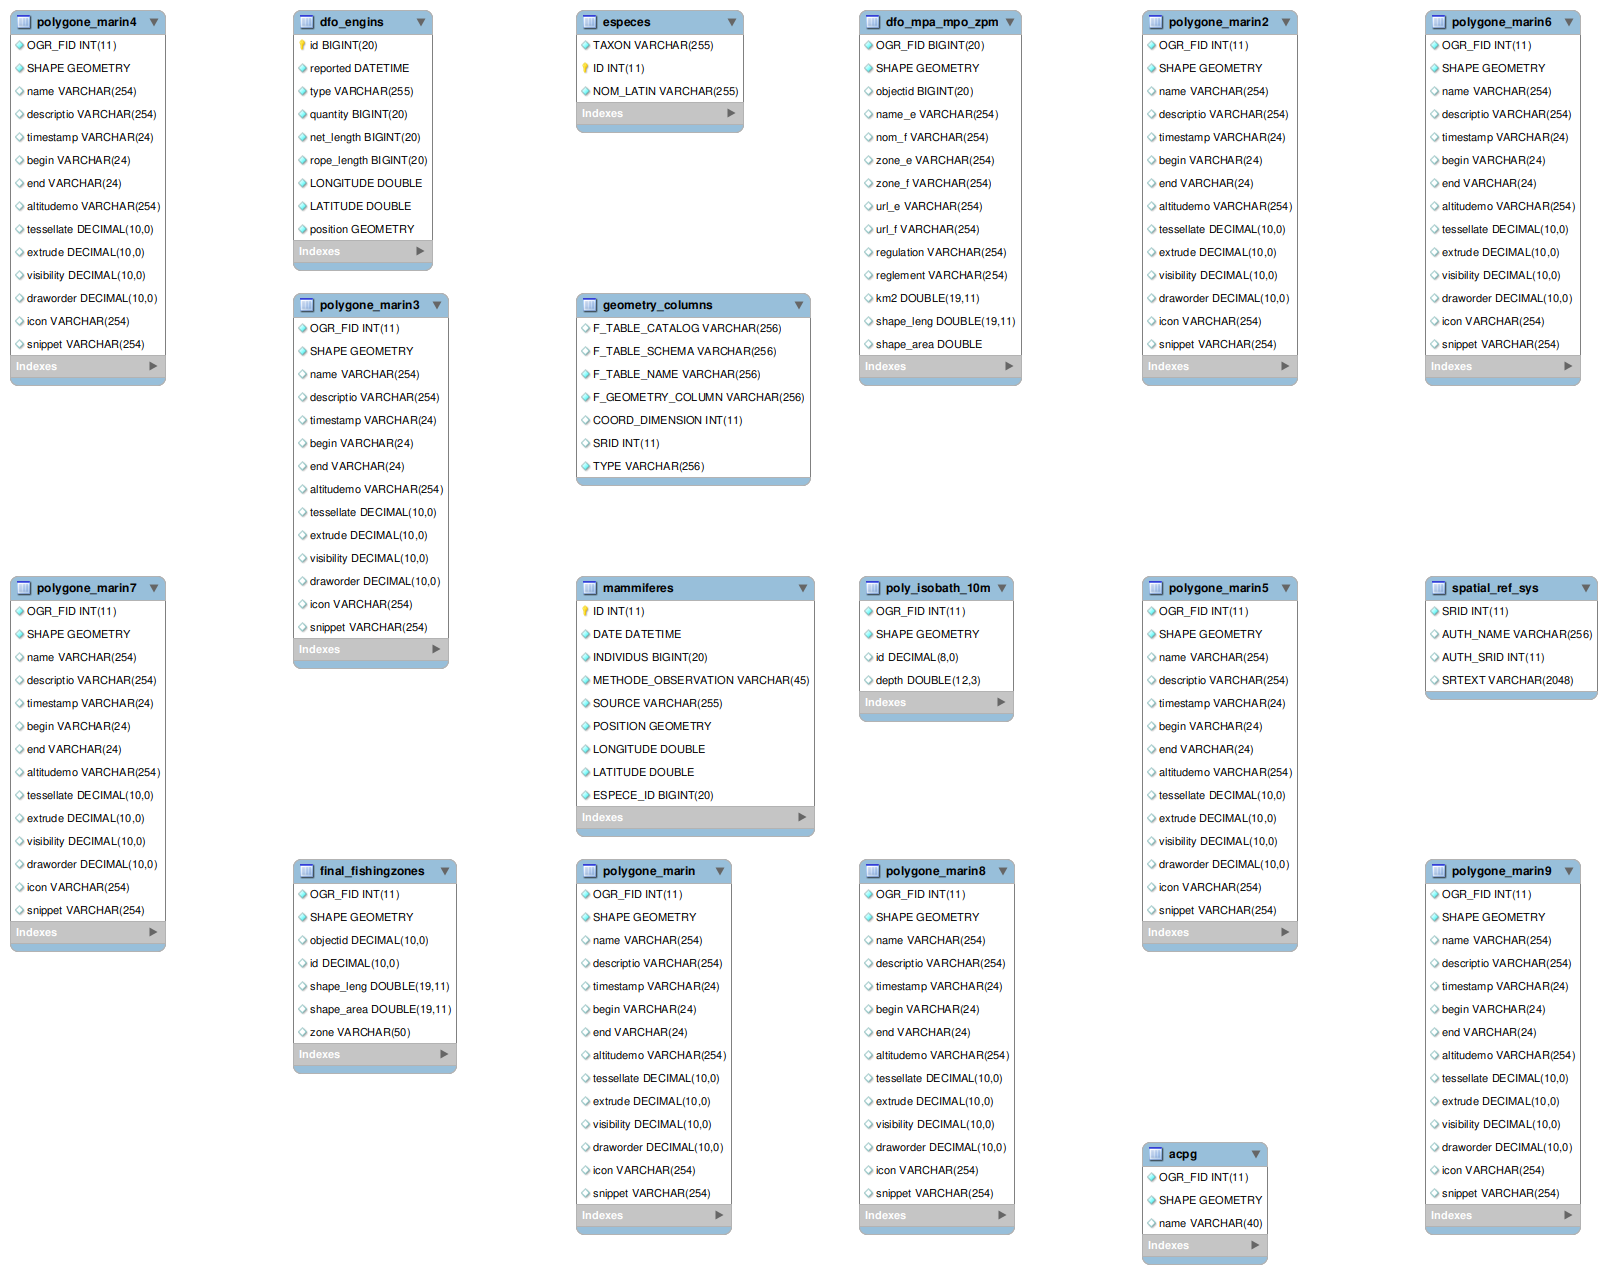 polygone_marin4
OGR_FID INT(11)
SHAPE GEOMETRY
name VARCHAR(254)
descriptio VARCHAR(254)
timestamp VARCHAR(24)
begin VARCHAR(24)
end VARCHAR(24)
altitudemo VARCHAR(254)
tessellate DECIMAL(10,0)
extrude DECIMAL(10,0)
visibility DECIMAL(10,0)
draworder DECIMAL(10,0)
icon VARCHAR(254)
snippet VARCHAR(254)
Indexes
dfo_engins
id BIGINT(20)
reported DATETIME
type VARCHAR(255)
quantity BIGINT(20)
net_length BIGINT(20)
rope_length BIGINT(20)
LONGITUDE DOUBLE
LATITUDE DOUBLE
position GEOMETRY
Indexes
especes
TAXON VARCHAR(255)
ID INT(11)
NOM_LATIN VARCHAR(255)
Indexes
dfo_mpa_mpo_zpm
OGR_FID BIGINT(20)
SHAPE GEOMETRY
objectid BIGINT(20)
name_e VARCHAR(254)
nom_f VARCHAR(254)
zone_e VARCHAR(254)
zone_f VARCHAR(254)
url_e VARCHAR(254)
url_f VARCHAR(254)
regulation VARCHAR(254)
reglement VARCHAR(254)
km2 DOUBLE(19,11)
shape_leng DOUBLE(19,11)
shape_area DOUBLE
Indexes
polygone_marin2
OGR_FID INT(11)
SHAPE GEOMETRY
name VARCHAR(254)
descriptio VARCHAR(254)
timestamp VARCHAR(24)
begin VARCHAR(24)
end VARCHAR(24)
altitudemo VARCHAR(254)
tessellate DECIMAL(10,0)
extrude DECIMAL(10,0)
visibility DECIMAL(10,0)
draworder DECIMAL(10,0)
icon VARCHAR(254)
snippet VARCHAR(254)
Indexes
polygone_marin6
OGR_FID INT(11)
SHAPE GEOMETRY
name VARCHAR(254)
descriptio VARCHAR(254)
timestamp VARCHAR(24)
begin VARCHAR(24)
end VARCHAR(24)
altitudemo VARCHAR(254)
tessellate DECIMAL(10,0)
extrude DECIMAL(10,0)
visibility DECIMAL(10,0)
draworder DECIMAL(10,0)
icon VARCHAR(254)
snippet VARCHAR(254)
Indexes
polygone_marin3
OGR_FID INT(11)
SHAPE GEOMETRY
name VARCHAR(254)
descriptio VARCHAR(254)
timestamp VARCHAR(24)
begin VARCHAR(24)
end VARCHAR(24)
altitudemo VARCHAR(254)
tessellate DECIMAL(10,0)
extrude DECIMAL(10,0)
visibility DECIMAL(10,0)
draworder DECIMAL(10,0)
icon VARCHAR(254)
snippet VARCHAR(254)
Indexes
geometry_columns
F_TABLE_CATALOG VARCHAR(256)
F_TABLE_SCHEMA VARCHAR(256)
F_TABLE_NAME VARCHAR(256)
F_GEOMETRY_COLUMN VARCHAR(256)
COORD_DIMENSION INT(11)
SRID INT(11)
TYPE VARCHAR(256)
polygone_marin7
OGR_FID INT(11)
SHAPE GEOMETRY
name VARCHAR(254)
descriptio VARCHAR(254)
timestamp VARCHAR(24)
begin VARCHAR(24)
end VARCHAR(24)
altitudemo VARCHAR(254)
tessellate DECIMAL(10,0)
extrude DECIMAL(10,0)
visibility DECIMAL(10,0)
draworder DECIMAL(10,0)
icon VARCHAR(254)
snippet VARCHAR(254)
Indexes
mammiferes
ID INT(11)
DATE DATETIME
INDIVIDUS BIGINT(20)
METHODE_OBSERVATION VARCHAR(45)
SOURCE VARCHAR(255)
POSITION GEOMETRY
LONGITUDE DOUBLE
LATITUDE DOUBLE
ESPECE_ID BIGINT(20)
Indexes
poly_isobath_10m
OGR_FID INT(11)
SHAPE GEOMETRY
id DECIMAL(8,0)
depth DOUBLE(12,3)
Indexes
polygone_marin5
OGR_FID INT(11)
SHAPE GEOMETRY
name VARCHAR(254)
descriptio VARCHAR(254)
timestamp VARCHAR(24)
begin VARCHAR(24)
end VARCHAR(24)
altitudemo VARCHAR(254)
tessellate DECIMAL(10,0)
extrude DECIMAL(10,0)
visibility DECIMAL(10,0)
draworder DECIMAL(10,0)
icon VARCHAR(254)
snippet VARCHAR(254)
Indexes
spatial_ref_sys
SRID INT(11)
AUTH_NAME VARCHAR(256)
AUTH_SRID INT(11)
SRTEXT VARCHAR(2048)
final_fishingzones
OGR_FID INT(11)
SHAPE GEOMETRY
objectid DECIMAL(10,0)
id DECIMAL(10,0)
shape_leng DOUBLE(19,11)
shape_area DOUBLE(19,11)
zone VARCHAR(50)
Indexes
polygone_marin
OGR_FID INT(11)
SHAPE GEOMETRY
name VARCHAR(254)
descriptio VARCHAR(254)
timestamp VARCHAR(24)
begin VARCHAR(24)
end VARCHAR(24)
altitudemo VARCHAR(254)
tessellate DECIMAL(10,0)
extrude DECIMAL(10,0)
visibility DECIMAL(10,0)
draworder DECIMAL(10,0)
icon VARCHAR(254)
snippet VARCHAR(254)
Indexes
polygone_marin8
OGR_FID INT(11)
SHAPE GEOMETRY
name VARCHAR(254)
descriptio VARCHAR(254)
timestamp VARCHAR(24)
begin VARCHAR(24)
end VARCHAR(24)
altitudemo VARCHAR(254)
tessellate DECIMAL(10,0)
extrude DECIMAL(10,0)
visibility DECIMAL(10,0)
draworder DECIMAL(10,0)
icon VARCHAR(254)
snippet VARCHAR(254)
Indexes
polygone_marin9
OGR_FID INT(11)
SHAPE GEOMETRY
name VARCHAR(254)
descriptio VARCHAR(254)
timestamp VARCHAR(24)
begin VARCHAR(24)
end VARCHAR(24)
altitudemo VARCHAR(254)
tessellate DECIMAL(10,0)
extrude DECIMAL(10,0)
visibility DECIMAL(10,0)
draworder DECIMAL(10,0)
icon VARCHAR(254)
snippet VARCHAR(254)
Indexes
acpg
OGR_FID INT(11)
SHAPE GEOMETRY
name VARCHAR(40)
Indexes